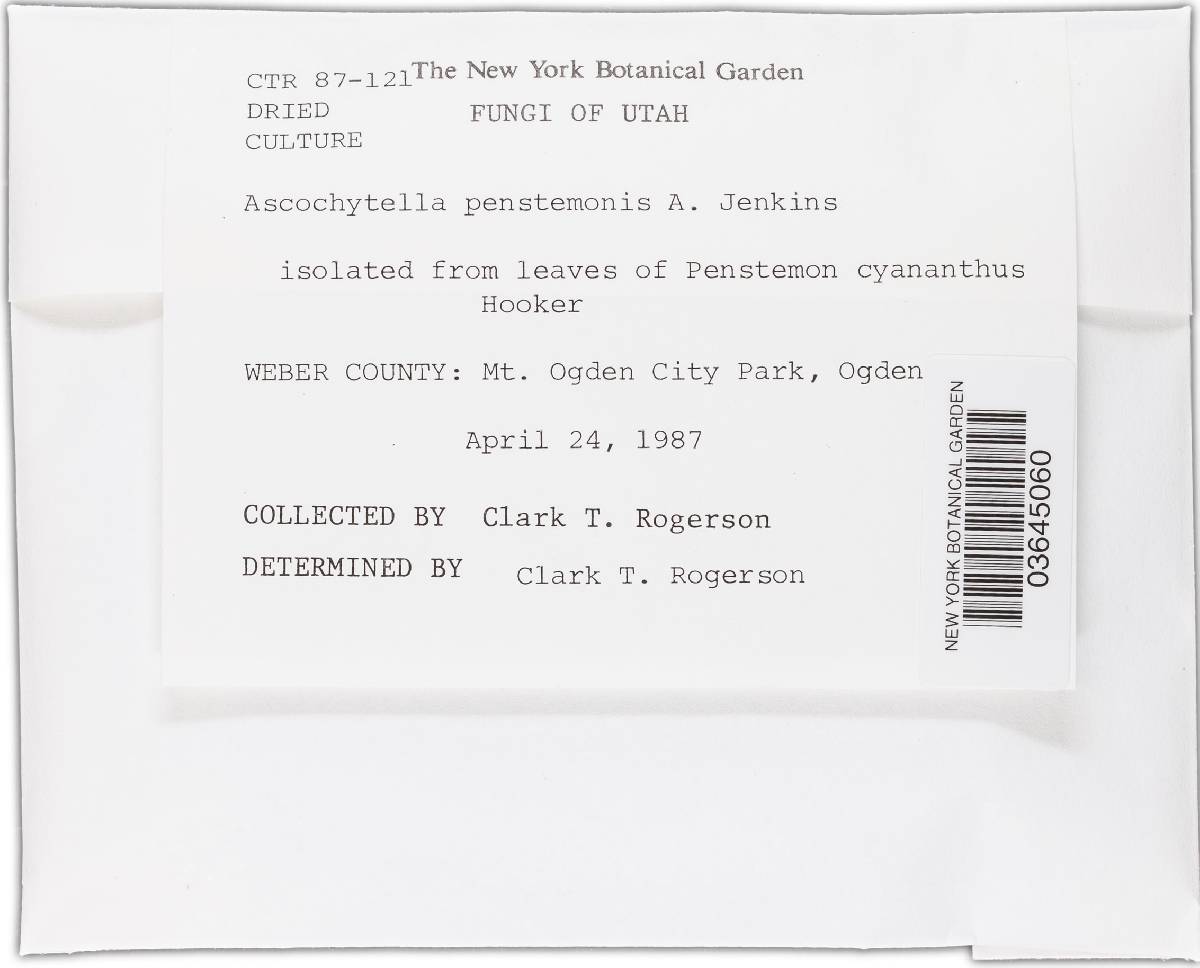 CTR 87-121 The New York Botanical Garden
DRIED FUNGI OF UTAH
CULTURE
Ascochytella penstemonis A. Jenkins
isolated from leaves of Penstemon cyananthus
Hooker
WEBER COUNTY: Mt. Ogden City Park, Ogden
April 24, 1987
COLLECTED BY Clark T. Rogerson
DETERMINED BY Clark T. Rogerson
NEW YORK BOTANICAL GARDEN
03645060